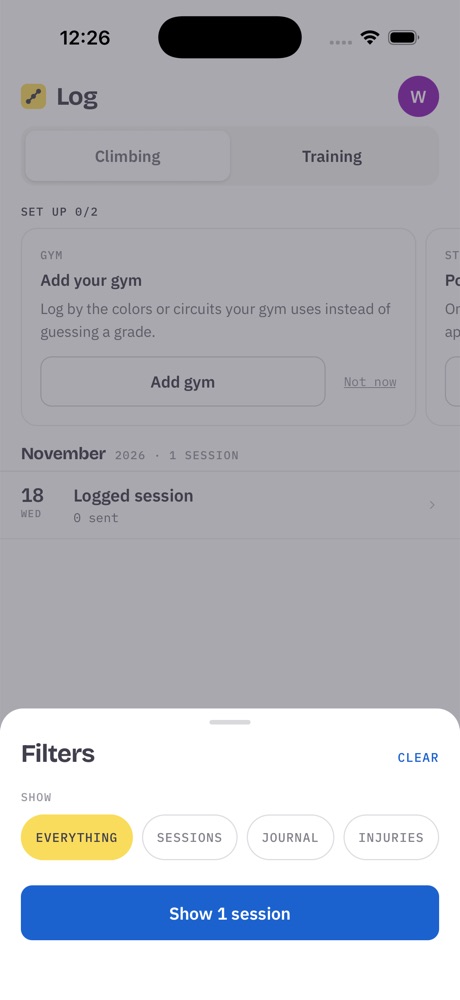 12:26
Log
W
Climbing
Training
SET UP 0/2
GYM
Add your gym
Log by the colors or circuits your gym uses instead of
guessing a grade.
Add gym
Not now
November 2026 · 1 SESSION
18
WED
Logged session
0 sent
Filters
CLEAR
SHOW
EVERYTHING
SESSIONS
JOURNAL
INJURIES
Show 1 session